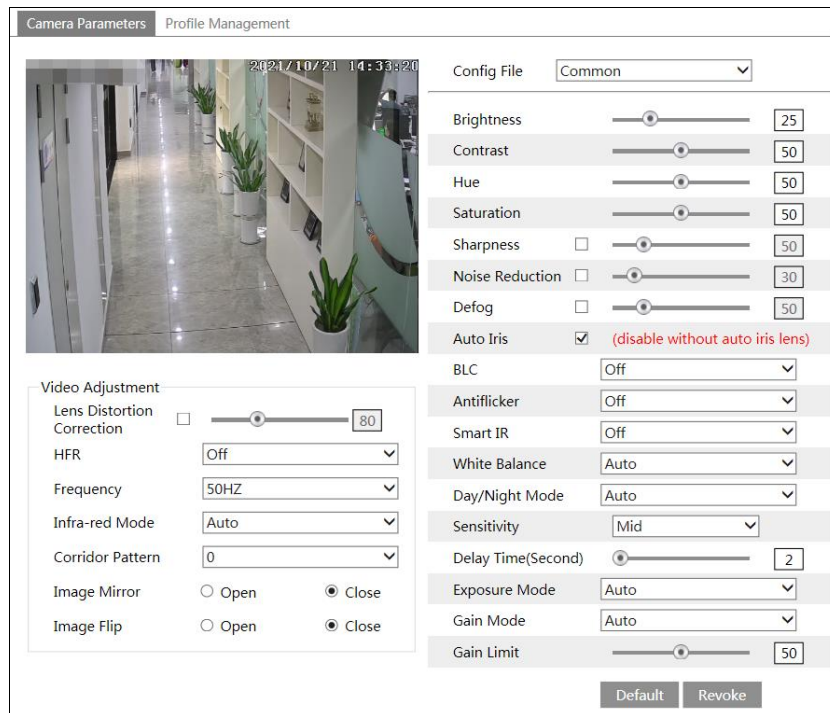 Camera Parameters Profile Management
2021/10/21 14:33:20
Config File Common
Brightness 25
Contrast 50
Hue 50
Saturation 50
Sharpness 50
Noise Reduction 30
Defog 50
Auto Iris (disable without auto iris lens)
BLC Off
Antiflicker Off
Smart IR Off
White Balance Auto
Day/Night Mode Auto
Sensitivity Mid
Delay Time(Second) 2
Exposure Mode Auto
Gain Mode Auto
Gain Limit 50
Default Revoke
Video Adjustment
Lens Distortion
Correction 80
HFR Off
Frequency 50HZ
Infra-red Mode Auto
Corridor Pattern 0
Image Mirror Open Close
Image Flip Open Close